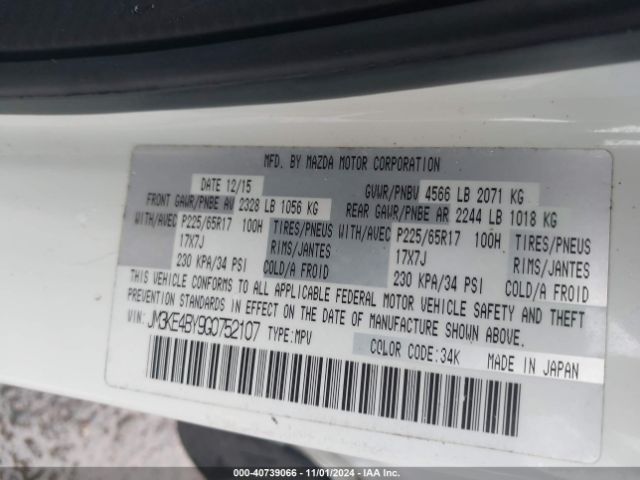 MFD. BY MAZDA MOTOR CORPORATION
DATE 12/15
GVWR/PNBV 4566 LB 2071 KG
FRONT GAWR/PNBE AV 2328 LB 1056 KG
REAR GAWR/PNBE AR 2244 LB 1018 KG
WITH/AVEC P225/65R17 100H TIRES/PNEUS WITH/AVEC P225/65R17 100H TIRES/PNEUS
17X7J RIMS/JANTES 17X7J RIMS/JANTES
230 KPA/34 PSI COLD/A FROID 230 KPA/34 PSI COLD/A FROID
THIS VEHICLE CONFORMS TO ALL APPLICABLE FEDERAL MOTOR VEHICLE SAFETY AND THEFT
PREVENTION STANDARDS IN EFFECT ON THE DATE OF MANUFACTURE SHOWN ABOVE.
VIN: JM3KE4BY9G0752107 TYPE: MPV
COLOR CODE: 34K MADE IN JAPAN
000-40739066 - 11/01/2024 - IAA Inc.